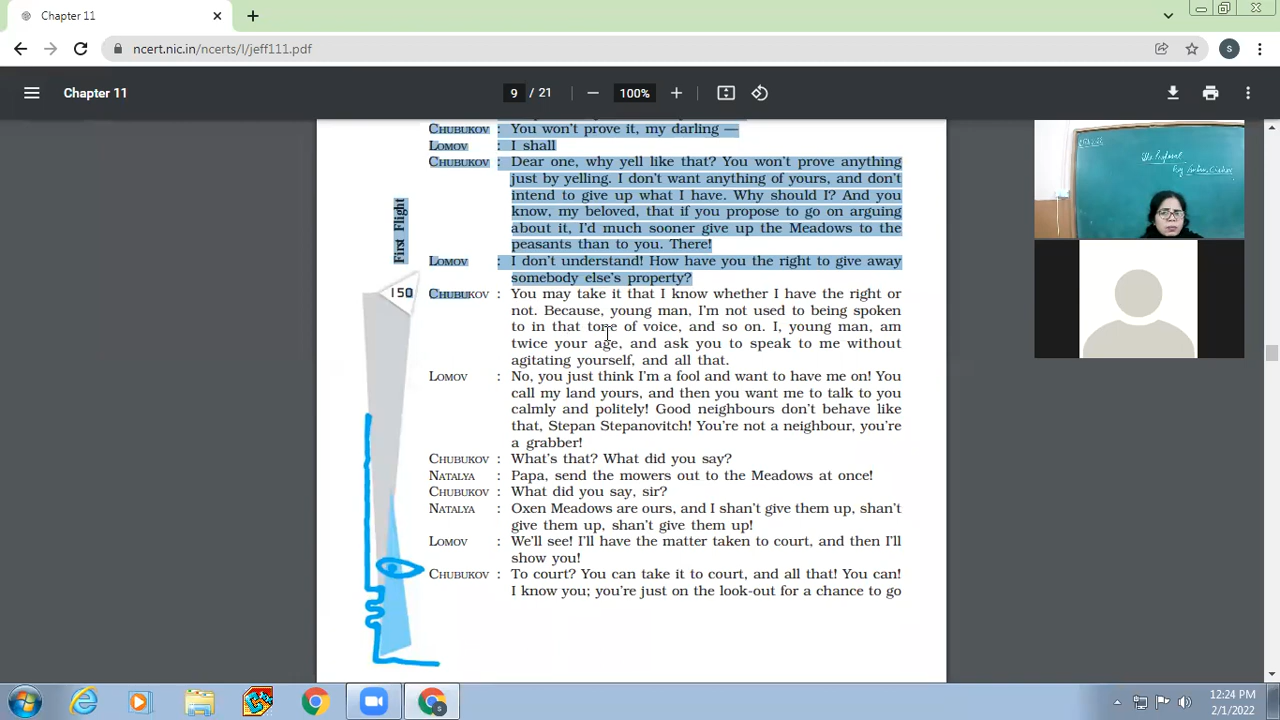 Chapter 11
ncert.nic.in/ncerts/l/jeff111.pdf
S
Chapter 11
9 / 21
100%
CHUBUKOV : You won't prove it, my darling —
LOMOV : I shall
CHUBUKOV : Dear one, why yell like that? You won't prove anything
just by yelling. I don't want anything of yours, and don't
intend to give up what I have. Why should I? And you
know, my beloved, that if you propose to go on arguing
about it, I'd much sooner give up the Meadows to the
peasants than to you. There!
LOMOV : I don't understand! How have you the right to give away
somebody else's property?
CHUBUKOV : You may take it that I know whether I have the right or
not. Because, young man, I'm not used to being spoken
to in that tone of voice, and so on. I, young man, am
twice your age, and ask you to speak to me without
agitating yourself, and all that.
LOMOV : No, you just think I'm a fool and want to have me on! You
call my land yours, and then you want me to talk to you
calmly and politely! Good neighbours don't behave like
that, Stepan Stepanovitch! You're not a neighbour, you're
a grabber!
CHUBUKOV : What's that? What did you say?
NATALYA : Papa, send the mowers out to the Meadows at once!
CHUBUKOV : What did you say, sir?
NATALYA : Oxen Meadows are ours, and I shan't give them up, shan't
give them up, shan't give them up!
LOMOV : We'll see! I'll have the matter taken to court, and then I'll
show you!
CHUBUKOV : To court? You can take it to court, and all that! You can!
I know you; you're just on the look-out for a chance to go
First Flight
150
The Proposal
12:24 PM
2/1/2022